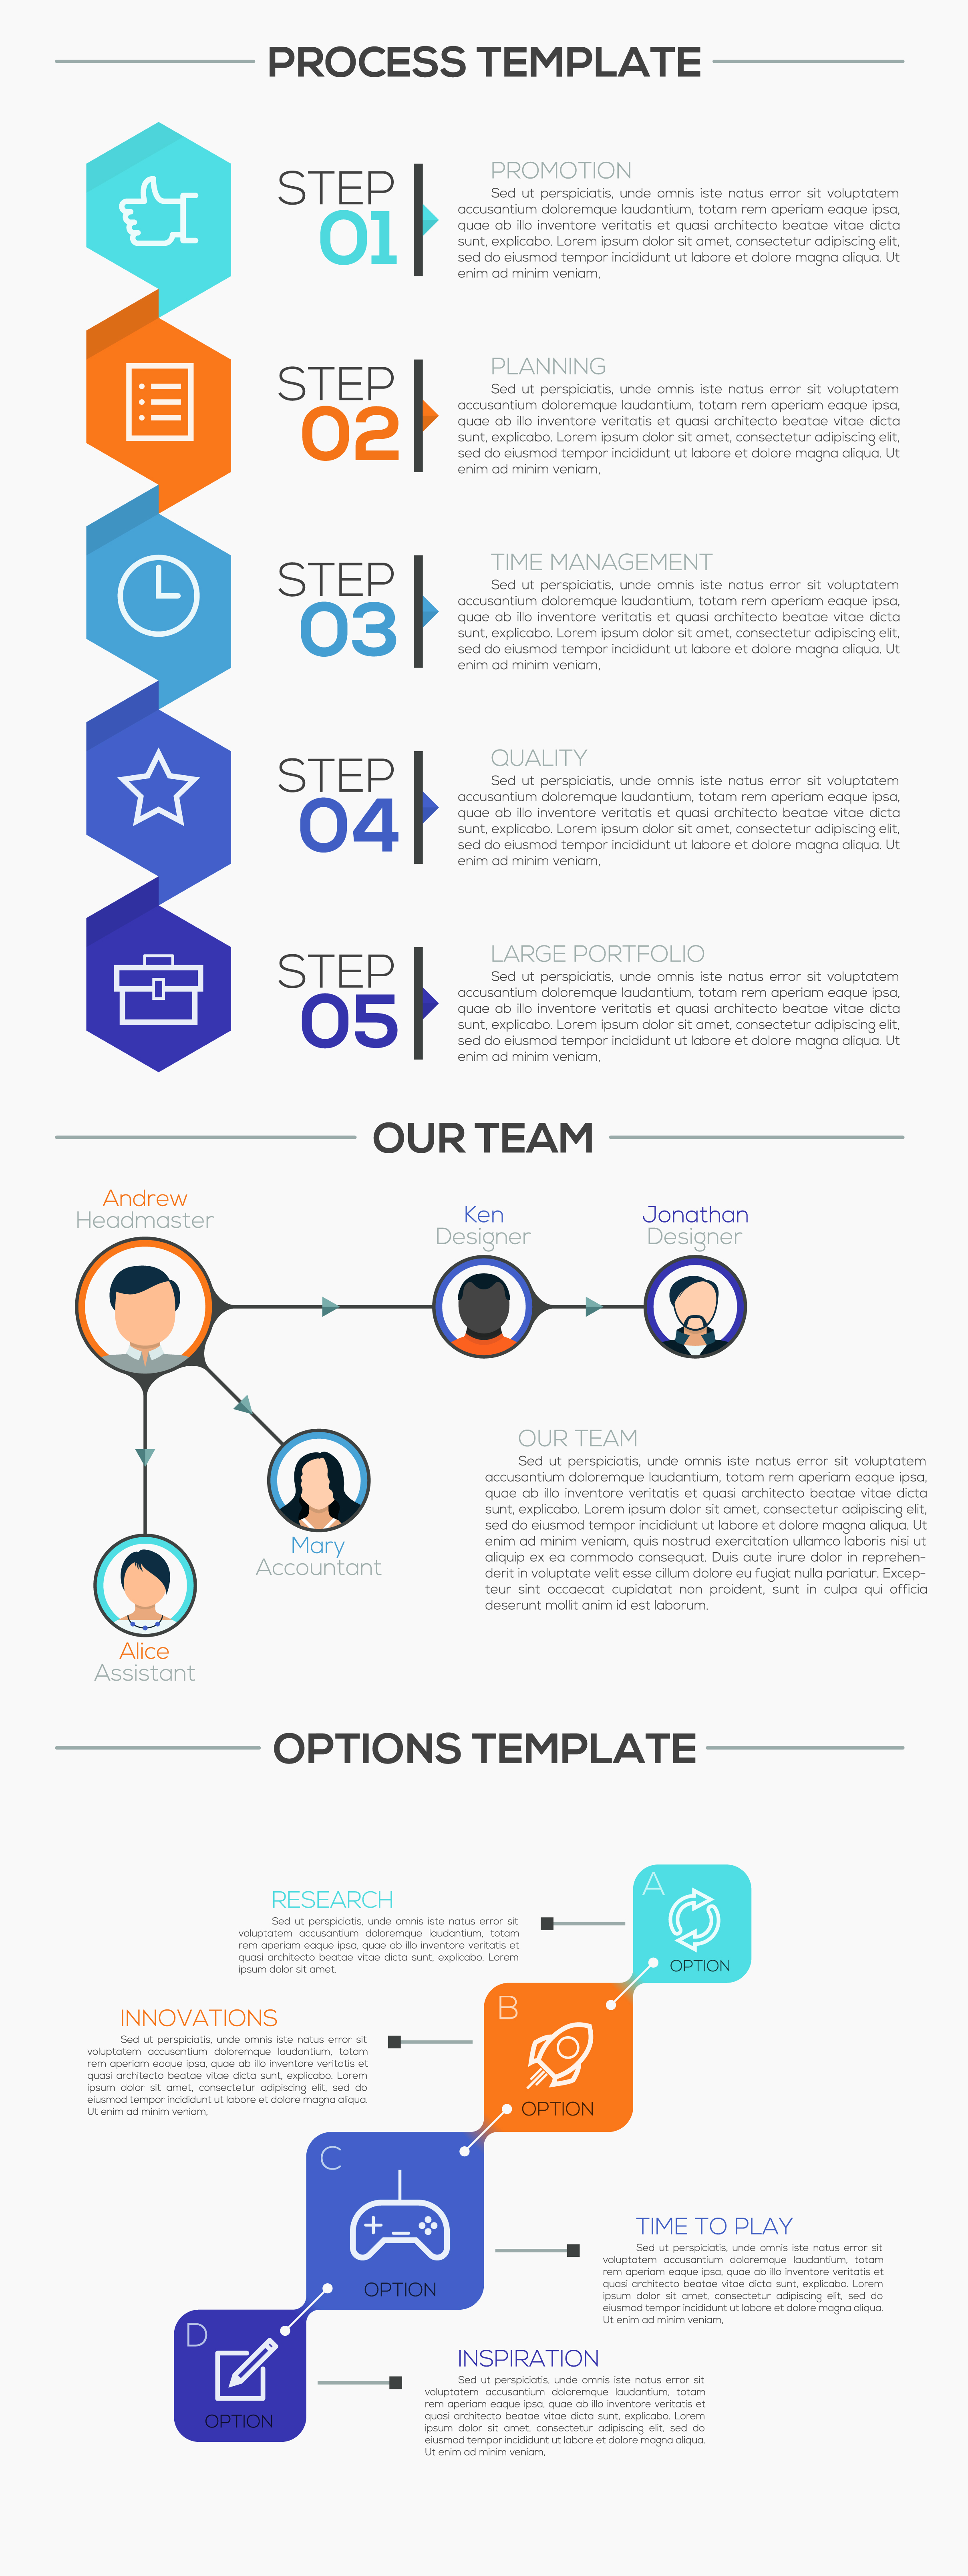 PROCESS TEMPLATE
STEP
01
PROMOTION
Sed ut perspiciatis, unde omnis iste natus error sit voluptatem
accusantium doloremque laudantium, totam rem aperiam eaque ipsa,
quae ab illo inventore veritatis et quasi architecto beatae vitae dicta
sunt, explicabo. Lorem ipsum dolor sit amet, consectetur adipiscing elit,
sed do eiusmod tempor incididunt ut labore et dolore magna aliqua. Ut
enim ad minim veniam,
STEP
02
PLANNING
Sed ut perspiciatis, unde omnis iste natus error sit voluptatem
accusantium doloremque laudantium, totam rem aperiam eaque ipsa,
quae ab illo inventore veritatis et quasi architecto beatae vitae dicta
sunt, explicabo. Lorem ipsum dolor sit amet, consectetur adipiscing elit,
sed do eiusmod tempor incididunt ut labore et dolore magna aliqua. Ut
enim ad minim veniam,
STEP
03
TIME MANAGEMENT
Sed ut perspiciatis, unde omnis iste natus error sit voluptatem
accusantium doloremque laudantium, totam rem aperiam eaque ipsa,
quae ab illo inventore veritatis et quasi architecto beatae vitae dicta
sunt, explicabo. Lorem ipsum dolor sit amet, consectetur adipiscing elit,
sed do eiusmod tempor incididunt ut labore et dolore magna aliqua. Ut
enim ad minim veniam,
STEP
04
QUALITY
Sed ut perspiciatis, unde omnis iste natus error sit voluptatem
accusantium doloremque laudantium, totam rem aperiam eaque ipsa,
quae ab illo inventore veritatis et quasi architecto beatae vitae dicta
sunt, explicabo. Lorem ipsum dolor sit amet, consectetur adipiscing elit,
sed do eiusmod tempor incididunt ut labore et dolore magna aliqua. Ut
enim ad minim veniam,
STEP
05
LARGE PORTFOLIO
Sed ut perspiciatis, unde omnis iste natus error sit voluptatem
accusantium doloremque laudantium, totam rem aperiam eaque ipsa,
quae ab illo inventore veritatis et quasi architecto beatae vitae dicta
sunt, explicabo. Lorem ipsum dolor sit amet, consectetur adipiscing elit,
sed do eiusmod tempor incididunt ut labore et dolore magna aliqua. Ut
enim ad minim veniam,
OUR TEAM
Andrew
Headmaster
Ken
Designer
Jonathan
Designer
Mary
Accountant
Alice
Assistant
OUR TEAM
Sed ut perspiciatis, unde omnis iste natus error sit voluptatem
accusantium doloremque laudantium, totam rem aperiam eaque ipsa,
quae ab illo inventore veritatis et quasi architecto beatae vitae dicta
sunt, explicabo. Lorem ipsum dolor sit amet, consectetur adipiscing elit,
sed do eiusmod tempor incididunt ut labore et dolore magna aliqua. Ut
enim ad minim veniam, quis nostrud exercitation ullamco laboris nisi ut
aliquip ex ea commodo consequat. Duis aute irure dolor in reprehen-
derit in voluptate velit esse cillum dolore eu fugiat nulla pariatur. Excep-
teur sint occaecat cupidatat non proident, sunt in culpa qui officia
deserunt mollit anim id est laborum.
OPTIONS TEMPLATE
RESEARCH
Sed ut perspiciatis, unde omnis iste natus error sit
voluptatem accusantium doloremque laudantium, totam
rem aperiam eaque ipsa, quae ab illo inventore veritatis et
quasi architecto beatae vitae dicta sunt, explicabo. Lorem
ipsum dolor sit amet.
A
OPTION
INNOVATIONS
Sed ut perspiciatis, unde omnis iste natus error sit
voluptatem accusantium doloremque laudantium, totam
rem aperiam eaque ipsa, quae ab illo inventore veritatis et
quasi architecto beatae vitae dicta sunt, explicabo. Lorem
ipsum dolor sit amet, consectetur adipiscing elit, sed do
eiusmod tempor incididunt ut labore et dolore magna aliqua.
Ut enim ad minim veniam,
B
OPTION
C
OPTION
TIME TO PLAY
Sed ut perspiciatis, unde omnis iste natus error sit
voluptatem accusantium doloremque laudantium, totam
rem aperiam eaque ipsa, quae ab illo inventore veritatis et
quasi architecto beatae vitae dicta sunt, explicabo. Lorem
ipsum dolor sit amet, consectetur adipiscing elit, sed do
eiusmod tempor incididunt ut labore et dolore magna aliqua.
Ut enim ad minim veniam,
D
OPTION
INSPIRATION
Sed ut perspiciatis, unde omnis iste natus error sit
voluptatem accusantium doloremque laudantium, totam
rem aperiam eaque ipsa, quae ab illo inventore veritatis et
quasi architecto beatae vitae dicta sunt, explicabo. Lorem
ipsum dolor sit amet, consectetur adipiscing elit, sed do
eiusmod tempor incididunt ut labore et dolore magna aliqua.
Ut enim ad minim veniam,